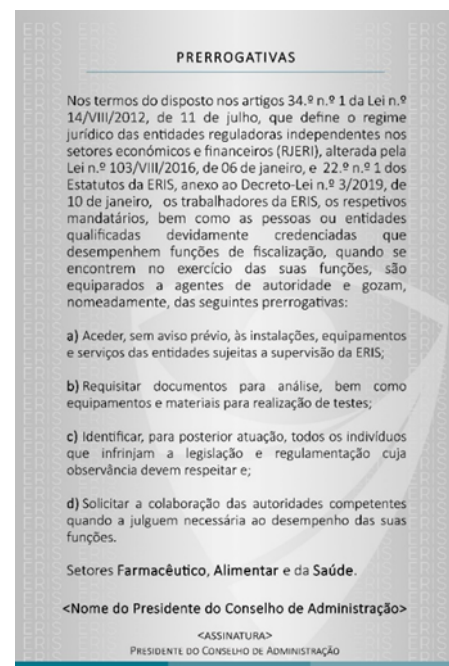 PRERROGATIVAS
Nos termos do disposto nos artigos 34.º n.º 1 da Lei n.º
14/VIII/2012, de 11 de julho, que define o regime
jurídico das entidades reguladoras independentes nos
setores económicos e financeiros (RJERI), alterada pela
Lei n.º 103/VIII/2016, de 06 de janeiro, e 22.º n.º 1 dos
Estatutos da ERIS, anexo ao Decreto-Lei n.º 3/2019, de
10 de janeiro, os trabalhadores da ERIS, os respetivos
mandatários, bem como as pessoas ou entidades
qualificadas devidamente credenciadas que
desempenhem funções de fiscalização, quando se
encontrem no exercício das suas funções, são
equiparados a agentes de autoridade e gozam,
nomeadamente, das seguintes prerrogativas:
a) Aceder, sem aviso prévio, às instalações, equipamentos
e serviços das entidades sujeitas a supervisão da ERIS;
b) Requisitar documentos para análise, bem como
equipamentos e materiais para realização de testes;
c) Identificar, para posterior atuação, todos os indivíduos
que infrinjam a legislação e regulamentação cuja
observância devem respeitar e;
d) Solicitar a colaboração das autoridades competentes
quando a julguem necessária ao desempenho das suas
funções.
Setores Farmacêutico, Alimentar e da Saúde.
<Nome do Presidente do Conselho de Administração>
<ASSINATURA>
PRESIDENTE DO CONSELHO DE ADMINISTRAÇÃO